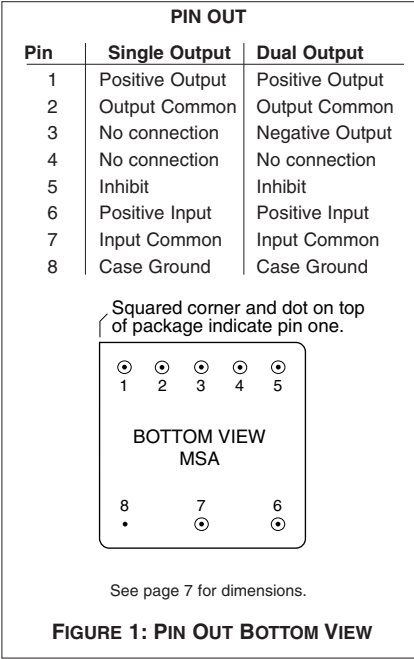 PIN OUT
Pin Single Output Dual Output
1 Positive Output Positive Output
2 Output Common Output Common
3 No connection Negative Output
4 No connection No connection
5 Inhibit Inhibit
6 Positive Input Positive Input
7 Input Common Input Common
8 Case Ground Case Ground
Squared corner and dot on top
of package indicate pin one.
1 2 3 4 5
BOTTOM VIEW
MSA
8 7 6
See page 7 for dimensions.
FIGURE 1: PIN OUT BOTTOM VIEW